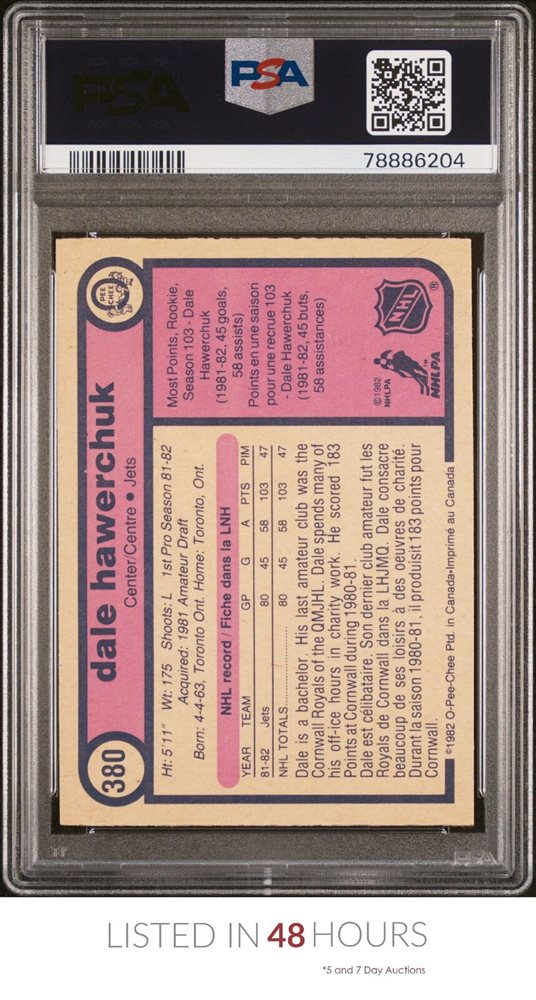 PSA
PSA
78886204
380
dale hawerchuk
Center/Centre • Jets
O PEE CHEE
Ht: 5'11" Wt: 175 Shoots: L 1st Pro Season 81-82
Acquired: 1981 Amateur Draft
Born: 4-4-63, Toronto Ont. Home: Toronto, Ont.
NHL record / Fiche dans la LNH
YEAR TEAM GP G A PTS PIM
81-82 Jets 80 45 58 103 47
NHL TOTALS 80 45 58 103 47
Dale is a bachelor. His last amateur club was the
Cornwall Royals of the QMJHL. Dale spends many of
his off-ice hours in charity work. He scored 183
Points at Cornwall during 1980-81.
Dale est célibataire. Son dernier club amateur fut les
Royals de Cornwall dans la LHJMQ. Dale consacre
beaucoup de ses loisirs à des oeuvres de charité.
Durant la saison 1980-81, il produisit 183 points pour
Cornwall.
©1982 O-Pee-Chee Ptd. in Canada-Imprimé au Canada
Most Points, Rookie,
Season 103 - Dale
Hawerchuk
(1981-82, 45 goals,
58 assists)
Points en une saison
pour une recrue 103
- Dale Hawerchuk
(1981-82, 45 buts,
58 assistances)
©1982
NHLPA
NHLPA™
NHL®
PSA
LISTED IN 48 HOURS
*5 and 7 Day Auctions